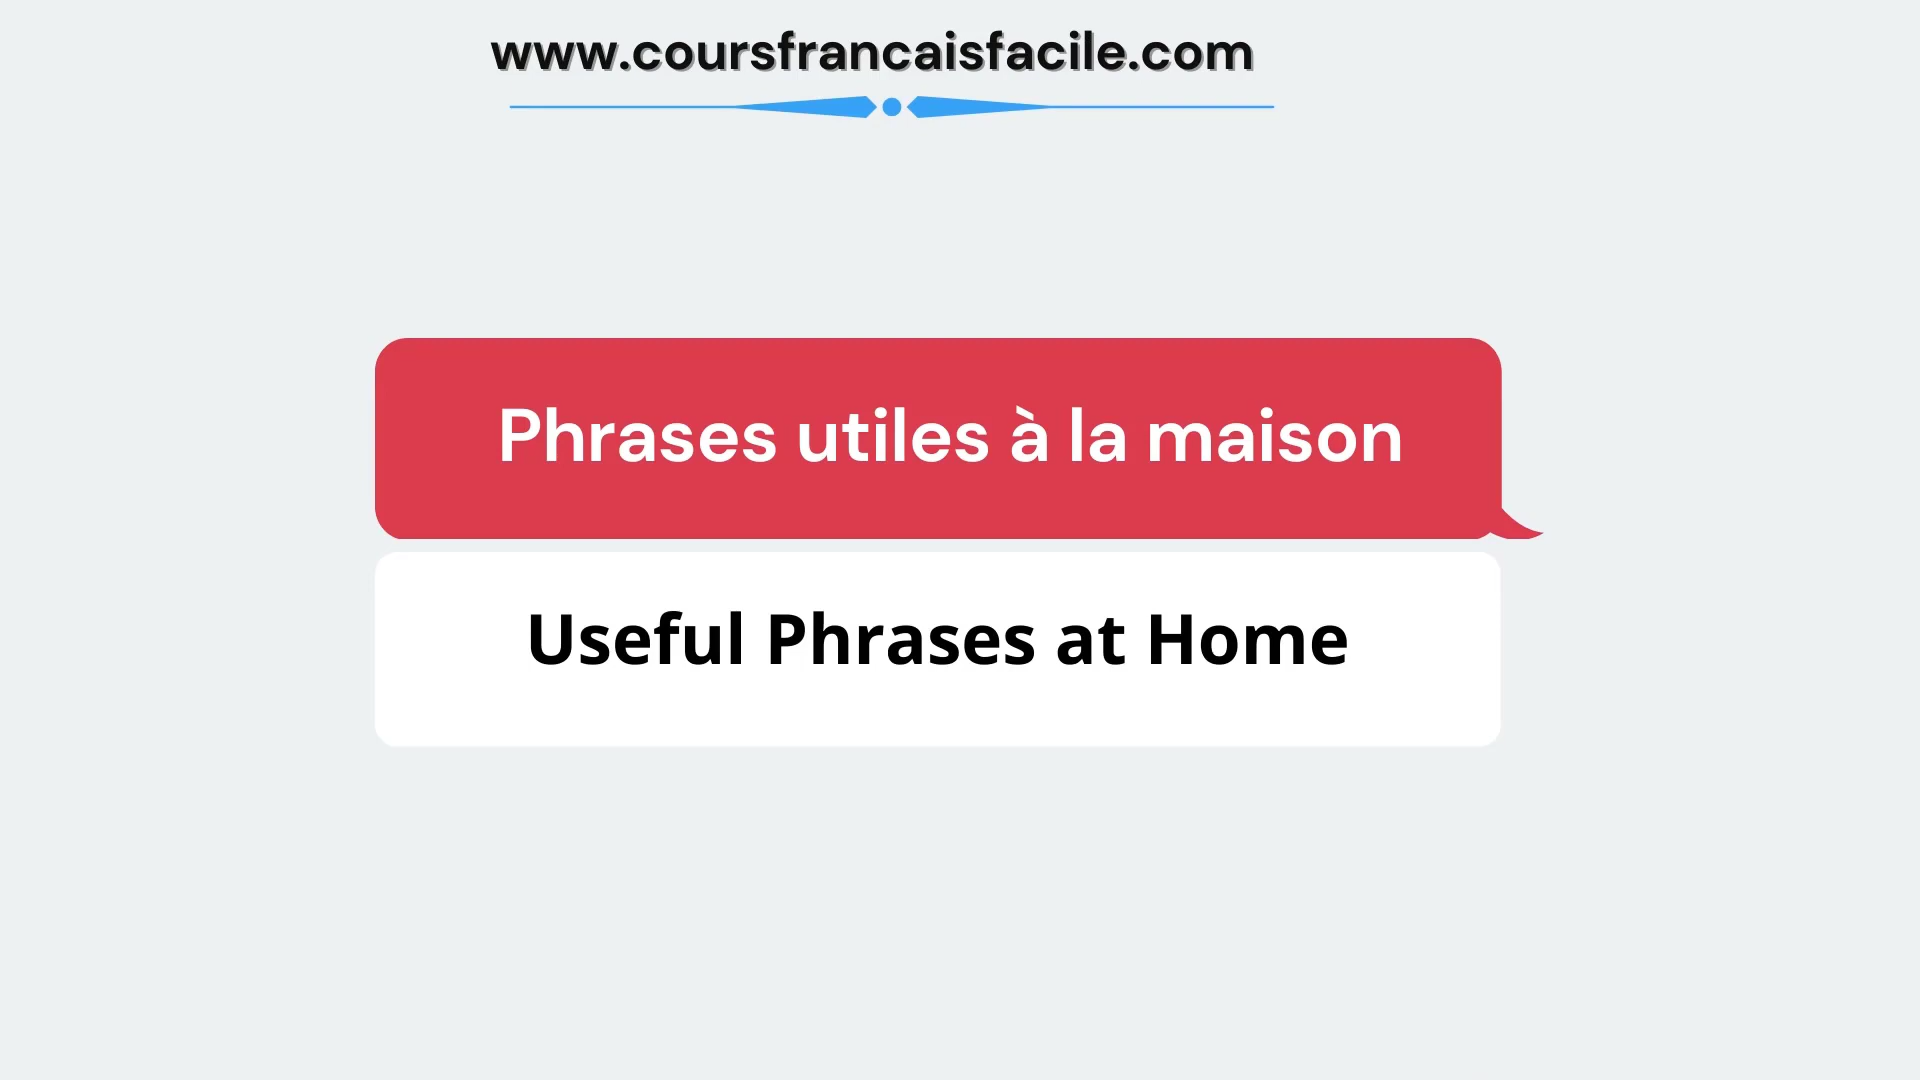 www.coursfrancaisfacile.com
Phrases utiles à la maison
Useful Phrases at Home